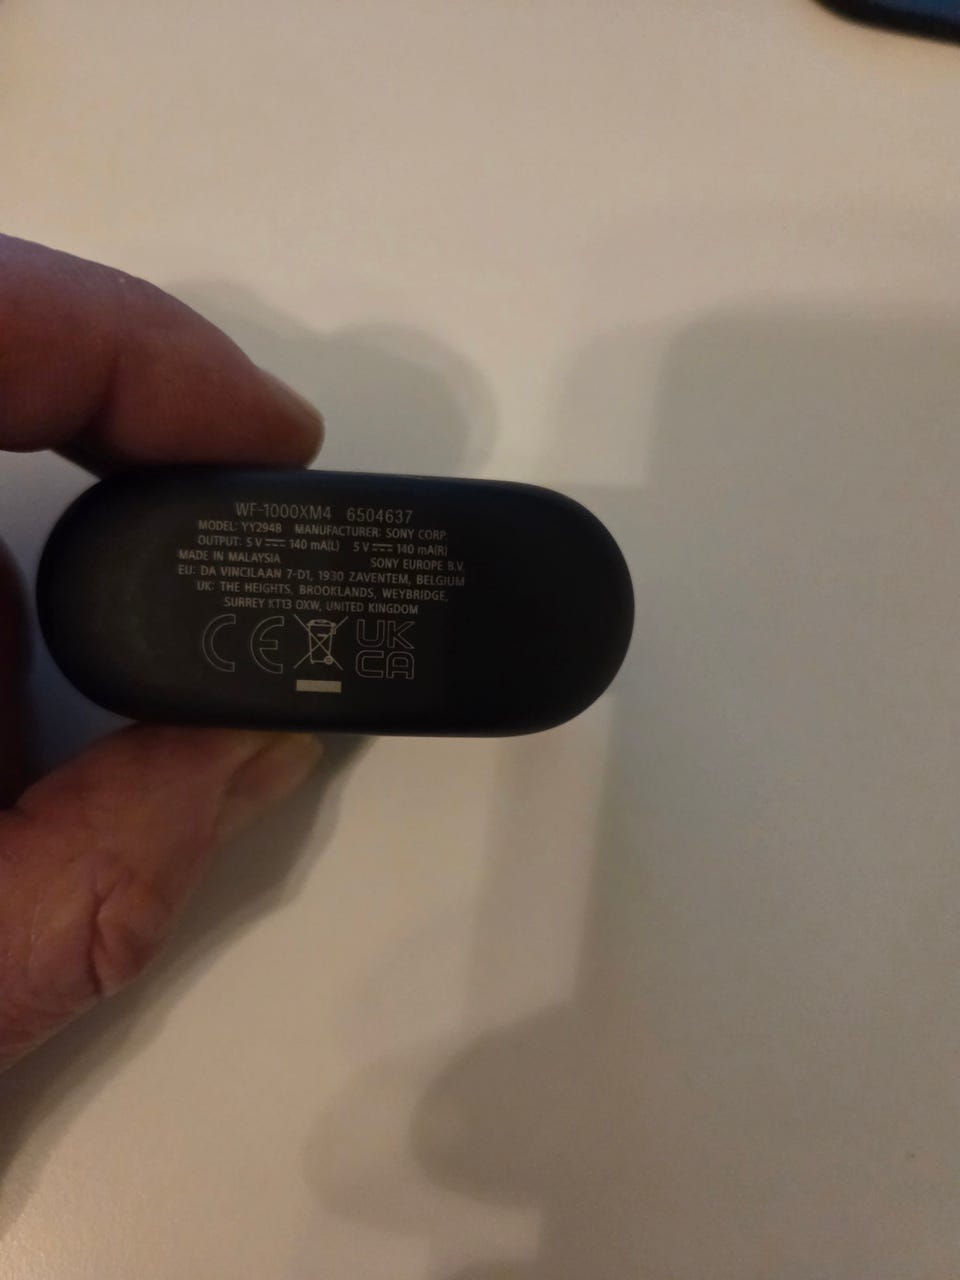 WF-1000XM4 6504637
MODEL: YY2948 MANUFACTURER: SONY CORP.
OUTPUT: 5 V⎓140 mA(L) 5 V⎓140 mA(R)
MADE IN MALAYSIA SONY EUROPE B.V.
EU: DA VINCILAAN 7-D1, 1930 ZAVENTEM, BELGIUM
UK: THE HEIGHTS, BROOKLANDS, WEYBRIDGE,
SURREY KT13 0XW, UNITED KINGDOM
CE UK
CA